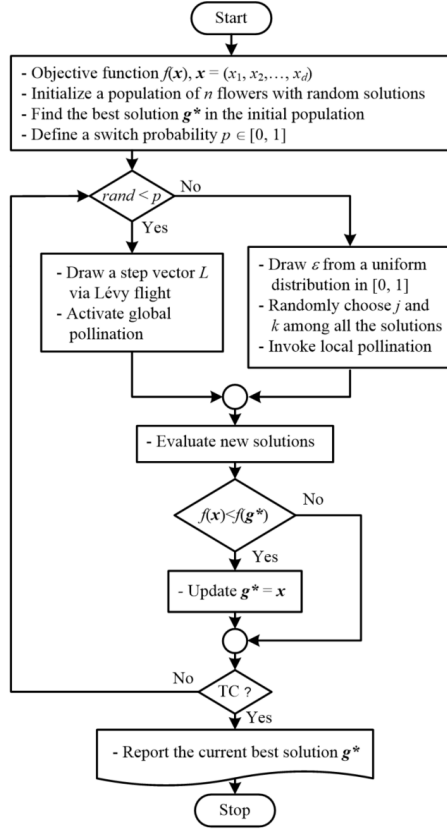 Start
- Objective function f(x), x = (x1, x2,..., xd)
- Initialize a population of n flowers with random solutions
- Find the best solution g* in the initial population
- Define a switch probability p ∈ [0, 1]
rand < p
No
Yes
- Draw a step vector L
via Lévy flight
- Activate global
pollination
- Draw ε from a uniform
distribution in [0, 1]
- Randomly choose j and
k among all the solutions
- Invoke local pollination
- Evaluate new solutions
f(x)<f(g*)
No
Yes
- Update g* = x
No
TC ?
Yes
- Report the current best solution g*
Stop